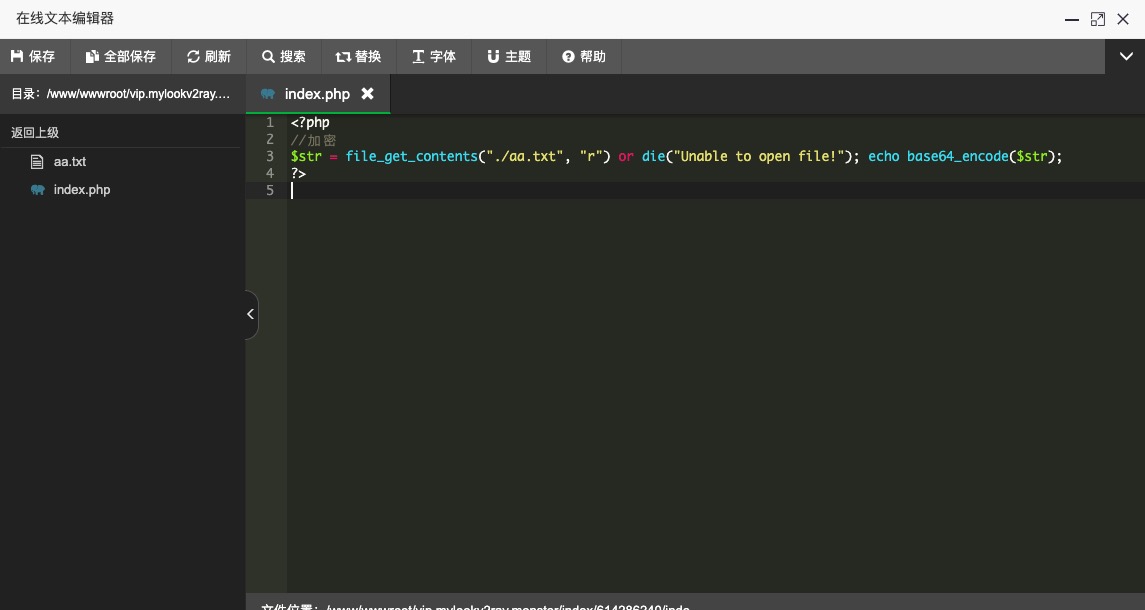 在线文本编辑器
保存 全部保存 刷新 搜索 替换 字体 主题 帮助
目录：/www/wwwroot/vip.mylookv2ray....
index.php
返回上级
aa.txt
index.php
1 <?php
2 //加密
3 $str = file_get_contents("./aa.txt", "r") or die("Unable to open file!"); echo base64_encode($str);
4 ?>
5
文件位置：/www/wwwroot/vip.mylookv2ray.monster/index/614286240/inde